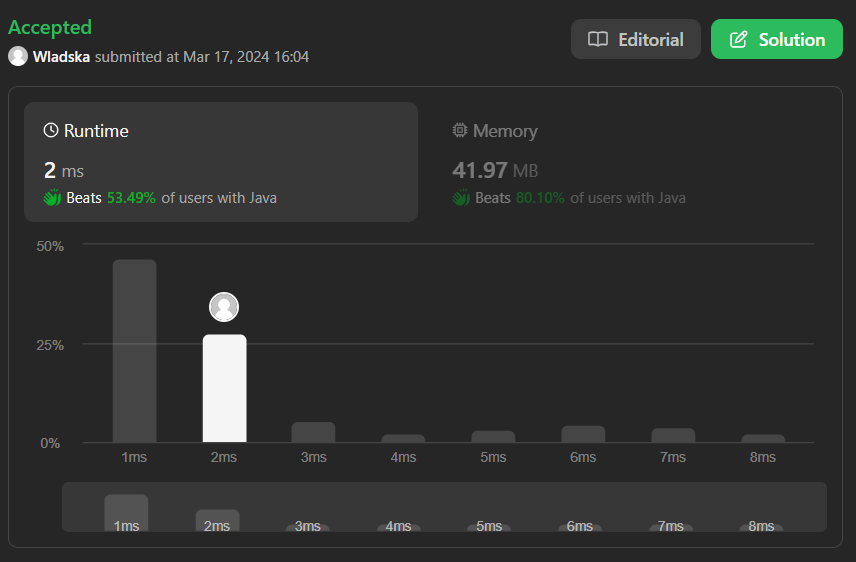 Accepted
Wladska submitted at Mar 17, 2024 16:04
Editorial
Solution
Runtime
2 ms
Beats 53.49% of users with Java
Memory
41.97 MB
Beats 80.10% of users with Java
50%
25%
0%
1ms 2ms 3ms 4ms 5ms 6ms 7ms 8ms
1ms 2ms 3ms 4ms 5ms 6ms 7ms 8ms